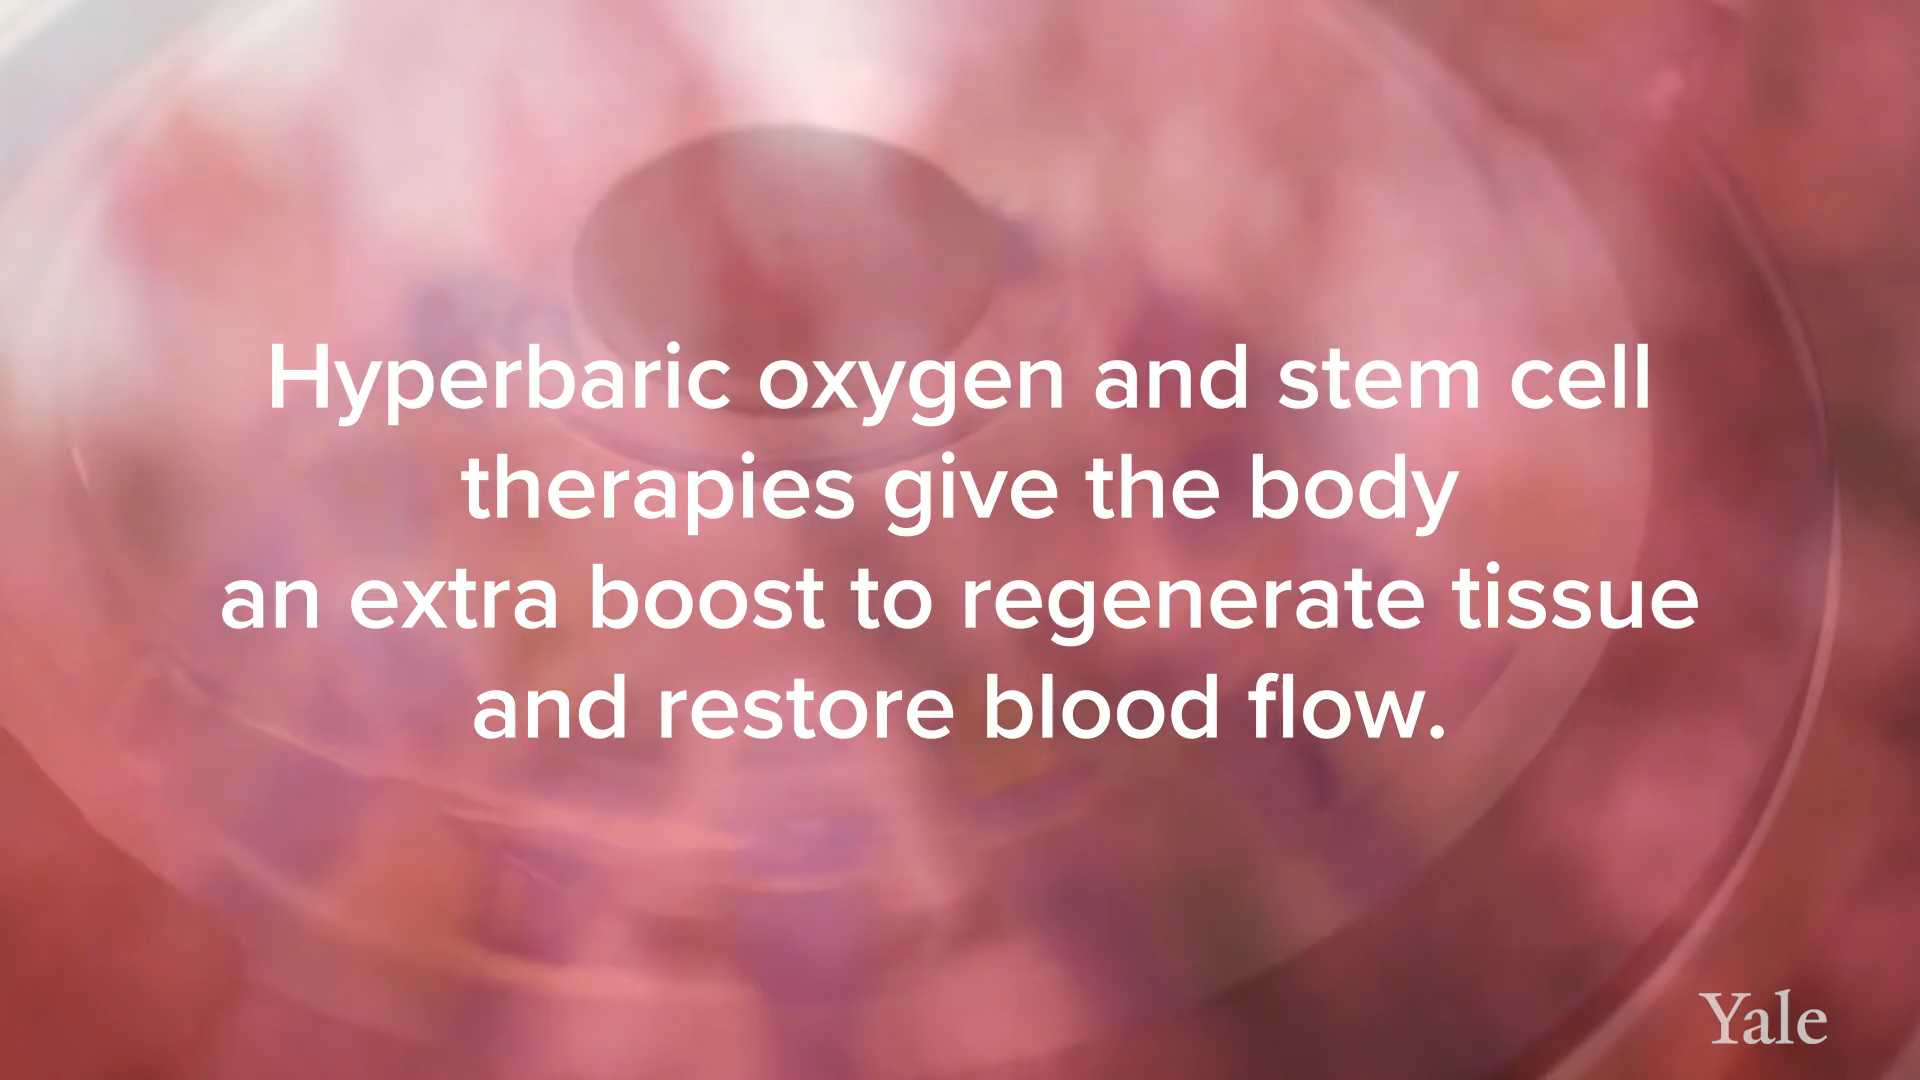 Hyperbaric oxygen and stem cell
therapies give the body
an extra boost to regenerate tissue
and restore blood flow.
Yale